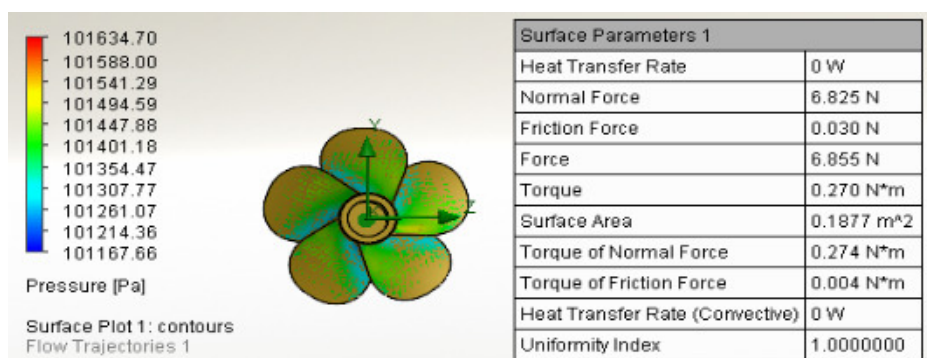 101634.70
101588.00
101541.29
101494.59
101447.88
101401.18
101354.47
101307.77
101261.07
101214.36
101167.66
Pressure [Pa]
Surface Plot 1: contours
Flow Trajectories 1
Y
Surface Parameters 1
Heat Transfer Rate 0 W
Normal Force 6.825 N
Friction Force 0.030 N
Force 6.855 N
Torque 0.270 N*m
Surface Area 0.1877 m^2
Torque of Normal Force 0.274 N*m
Torque of Friction Force 0.004 N*m
Heat Transfer Rate (Convective) 0 W
Uniformity Index 1.0000000